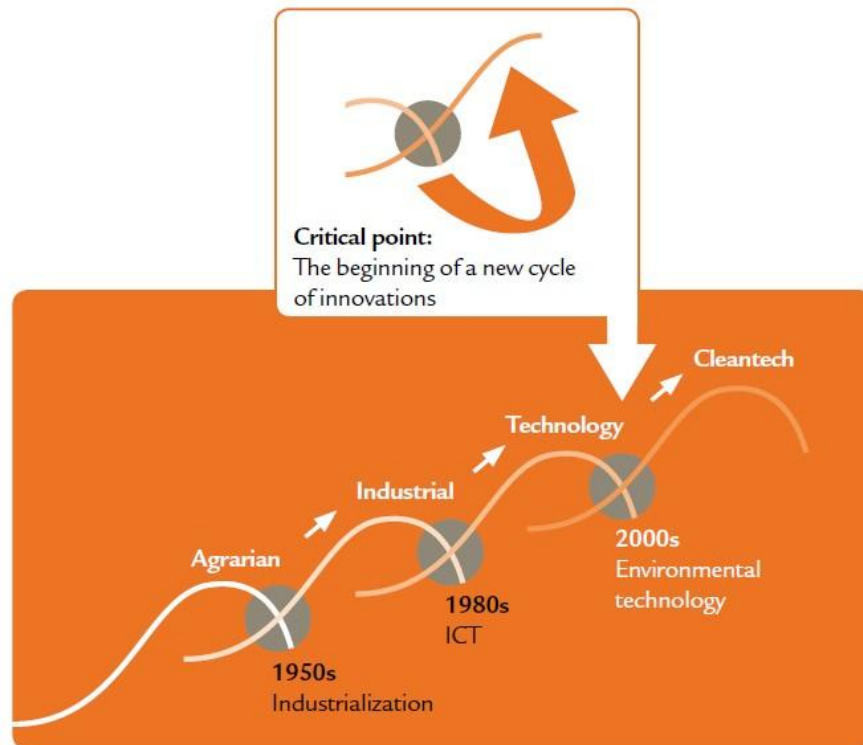 Critical point:
The beginning of a new cycle
of innovations
Cleantech
Technology
Industrial
Agrarian
2000s
Environmental
technology
1980s
ICT
1950s
Industrialization